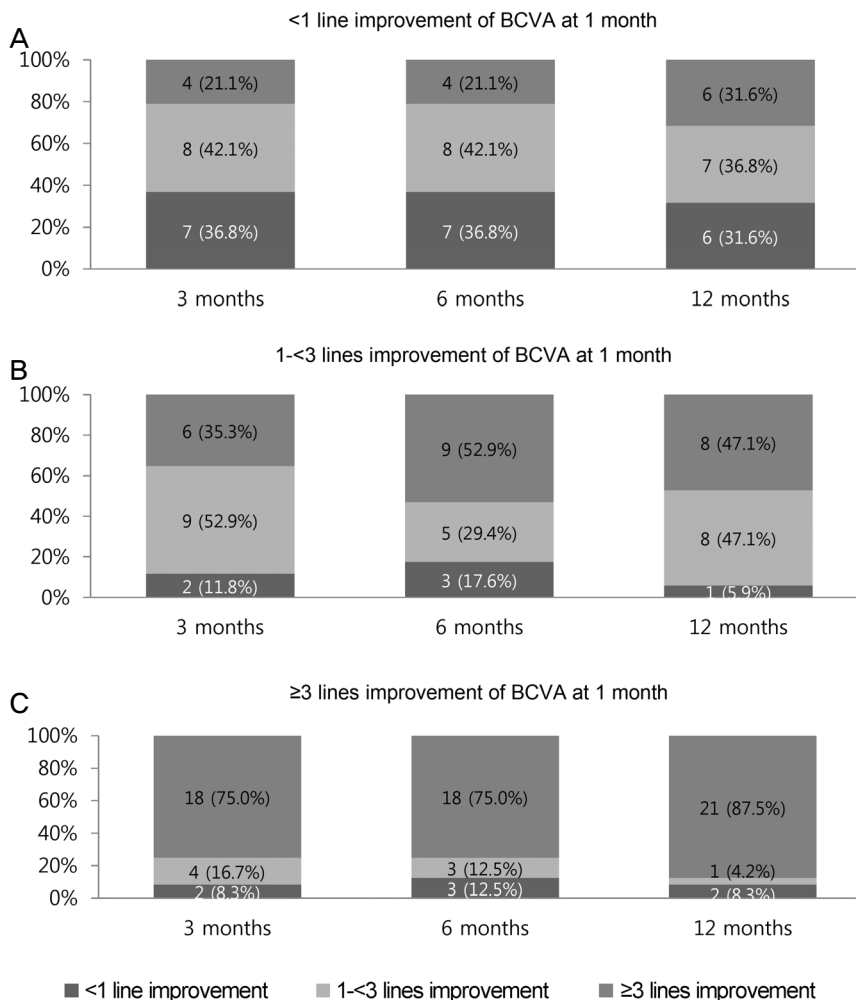 A
<1 line improvement of BCVA at 1 month
100%
80%
60%
40%
20%
0%
4 (21.1%)
4 (21.1%)
6 (31.6%)
8 (42.1%)
8 (42.1%)
7 (36.8%)
7 (36.8%)
7 (36.8%)
6 (31.6%)
3 months
6 months
12 months
B
1-<3 lines improvement of BCVA at 1 month
100%
80%
60%
40%
20%
0%
6 (35.3%)
9 (52.9%)
8 (47.1%)
9 (52.9%)
5 (29.4%)
8 (47.1%)
2 (11.8%)
3 (17.6%)
1 (5.9%)
3 months
6 months
12 months
C
≥3 lines improvement of BCVA at 1 month
100%
80%
60%
40%
20%
0%
18 (75.0%)
18 (75.0%)
21 (87.5%)
4 (16.7%)
3 (12.5%)
1 (4.2%)
2 (8.3%)
3 (12.5%)
2 (8.3%)
3 months
6 months
12 months
<1 line improvement
1-<3 lines improvement
≥3 lines improvement